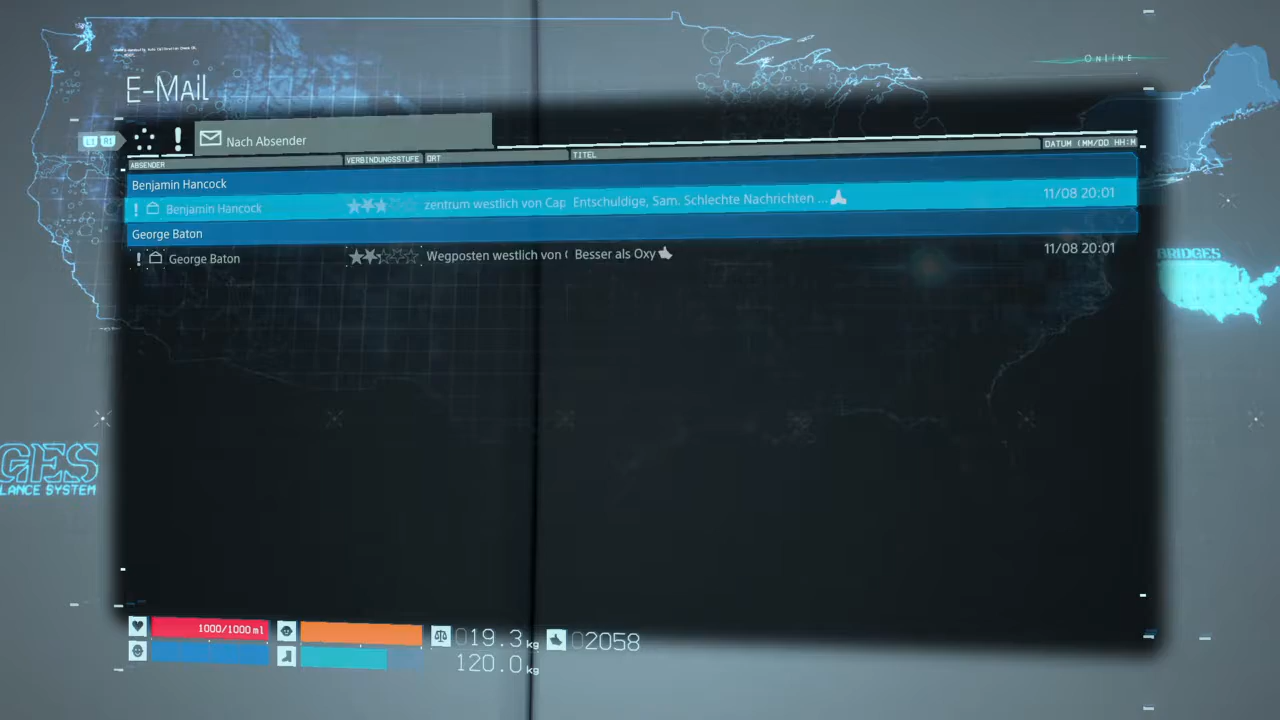 E-Mail
Online
L1 R1
Nach Absender
ABSENDER VERBINDUNGSSTUFE ORT TITEL DATUM (MM/DD HH:M
Benjamin Hancock
Benjamin Hancock zentrum westlich von Cap Entschuldige, Sam. Schlechte Nachrichten ... 11/08 20:01
George Baton
George Baton Wegposten westlich von ( Besser als Oxy 11/08 20:01
BRIDGES
GES
LANCE SYSTEM
1000/1000 ml
019.3 kg
02058
120.0 kg